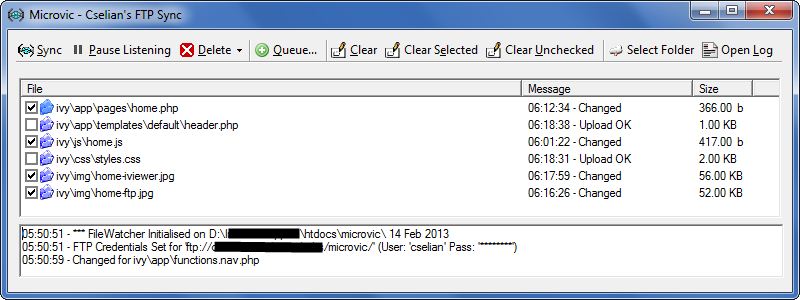 Microvic - Cselian's FTP Sync
Sync Pause Listening Delete Queue... Clear Clear Selected Clear Unchecked Select Folder Open Log
File Message Size
ivy\app\pages\home.php 06:12:34 - Changed 366.00 b
ivy\app\templates\default\header.php 06:18:38 - Upload OK 1.00 KB
ivy\js\home.js 06:01:22 - Changed 417.00 b
ivy\css\styles.css 06:18:31 - Upload OK 2.00 KB
ivy\img\home-iviewer.jpg 06:17:59 - Changed 56.00 KB
ivy\img\home-ftp.jpg 06:16:26 - Changed 52.00 KB
05:50:51 - *** FileWatcher Initialised on D:\ \htdocs\microvic\. 14 Feb 2013
05:50:51 - FTP Credentials Set for 'ftp://c /microvic/' (User: 'cselian' Pass: '********')
05:50:59 - Changed for ivy\app\functions.nav.php